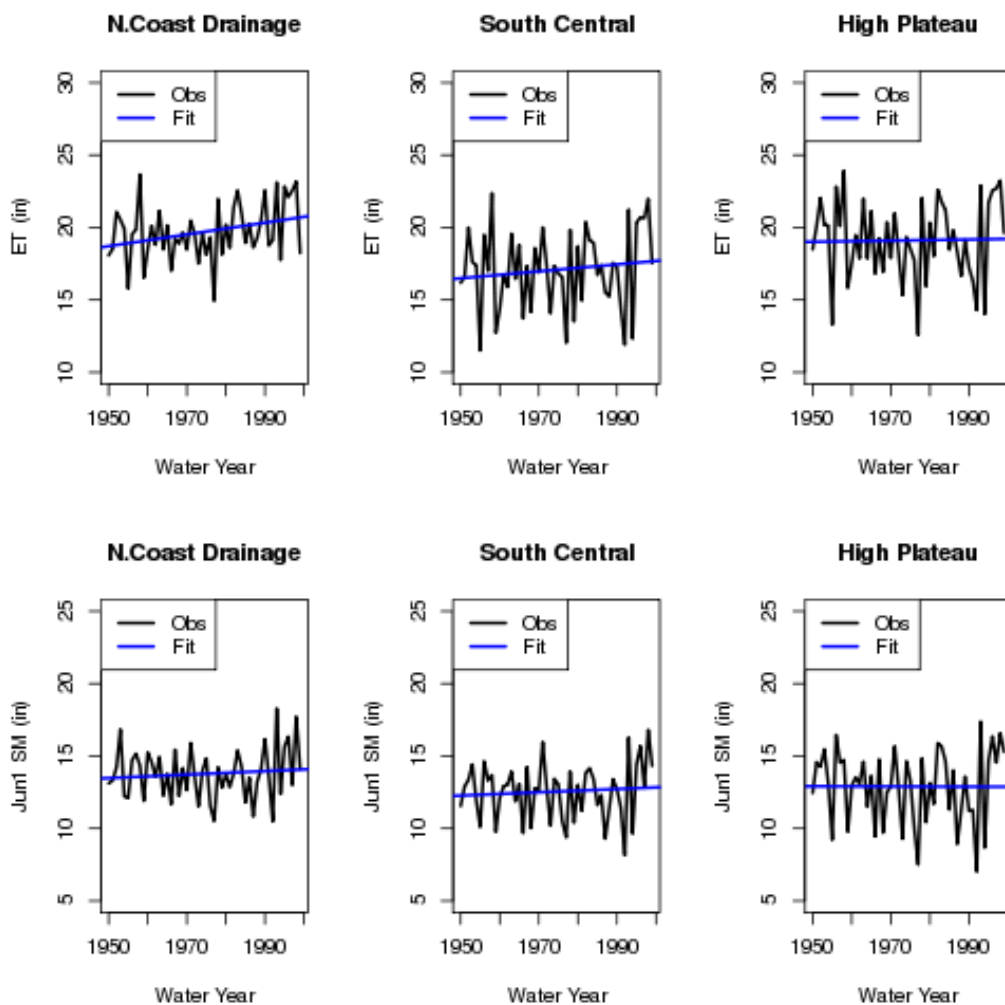 N.Coast Drainage
South Central
High Plateau
Obs
Fit
Obs
Fit
Obs
Fit
ET (in)
30
25
20
15
10
ET (in)
30
25
20
15
10
ET (in)
30
25
20
15
10
1950 1970 1990
1950 1970 1990
1950 1970 1990
Water Year
Water Year
Water Year
N.Coast Drainage
South Central
High Plateau
Obs
Fit
Obs
Fit
Obs
Fit
Jun1 SM (in)
25
20
15
10
5
Jun1 SM (in)
25
20
15
10
5
Jun1 SM (in)
25
20
15
10
5
1950 1970 1990
1950 1970 1990
1950 1970 1990
Water Year
Water Year
Water Year